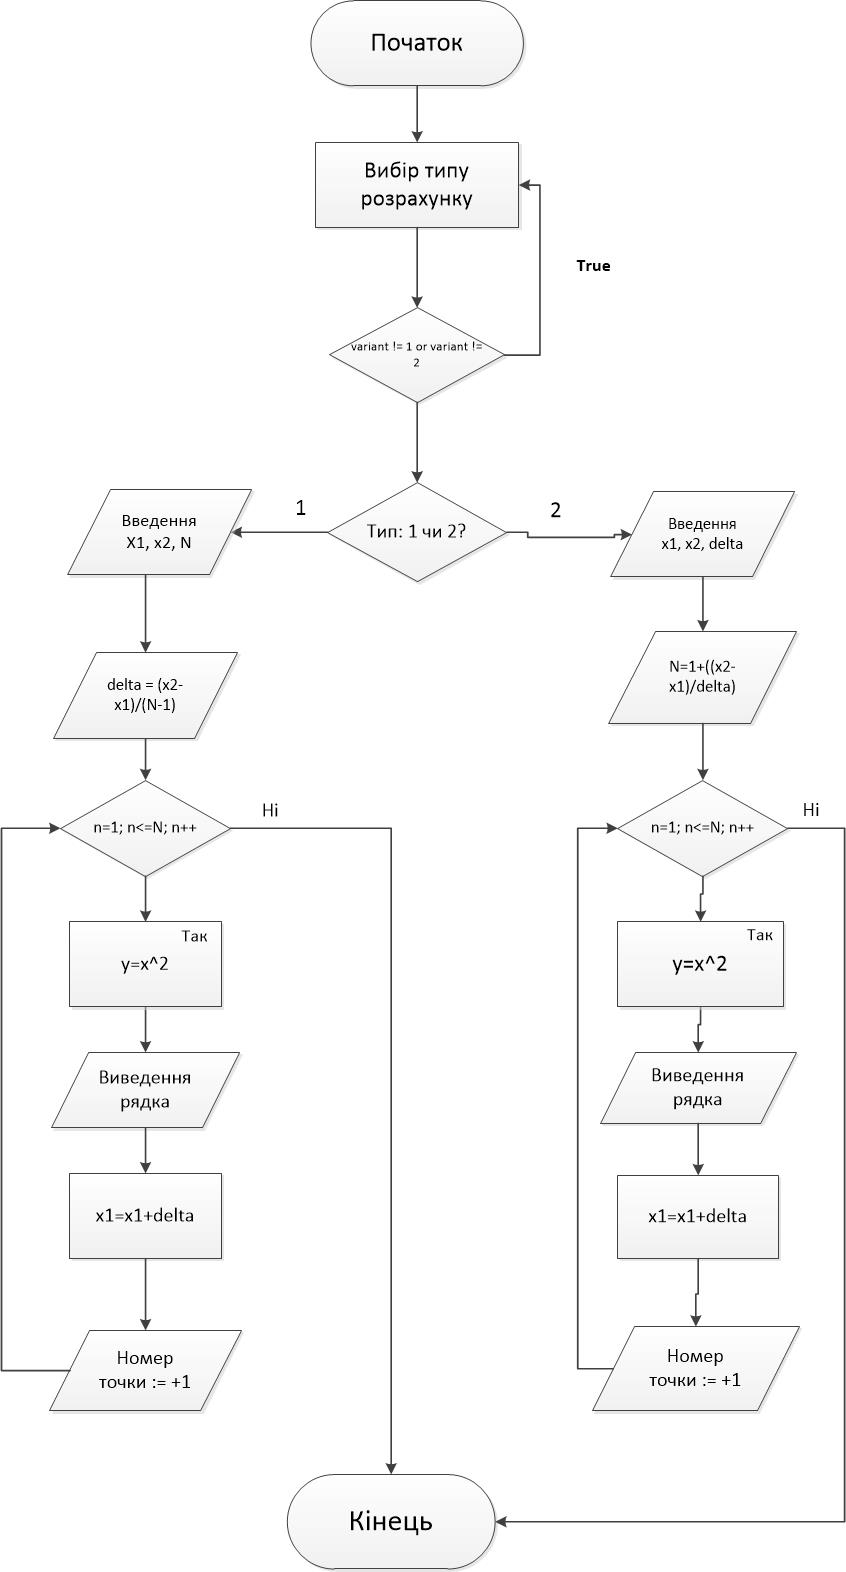 Початок
Вибір типу
розрахунку
True
variant != 1 or variant !=
2
1
Тип: 1 чи 2?
2
Введення
X1, x2, N
Введення
x1, x2, delta
delta = (x2-
x1)/(N-1)
N=1+((x2-
x1)/delta)
n=1; n<=N; n++
Ні
n=1; n<=N; n++
Ні
Так
y=x^2
Так
y=x^2
Виведення
рядка
Виведення
рядка
x1=x1+delta
x1=x1+delta
Номер
точки := +1
Номер
точки := +1
Кінець